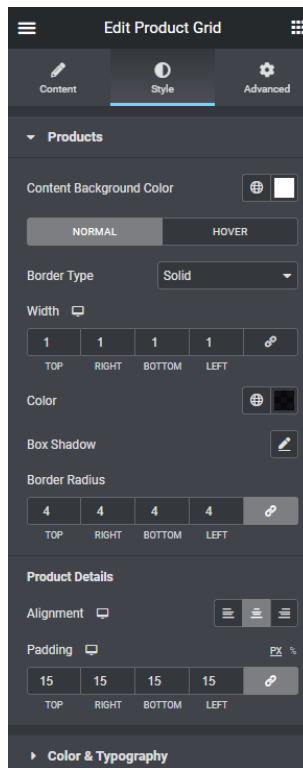 Edit Product Grid
Content Style Advanced
Products
Content Background Color
NORMAL HOVER
Border Type Solid
Width
1 1 1 1
TOP RIGHT BOTTOM LEFT
Color
Box Shadow
Border Radius
4 4 4 4
TOP RIGHT BOTTOM LEFT
Product Details
Alignment
Padding PX %
15 15 15 15
TOP RIGHT BOTTOM LEFT
Color & Typography